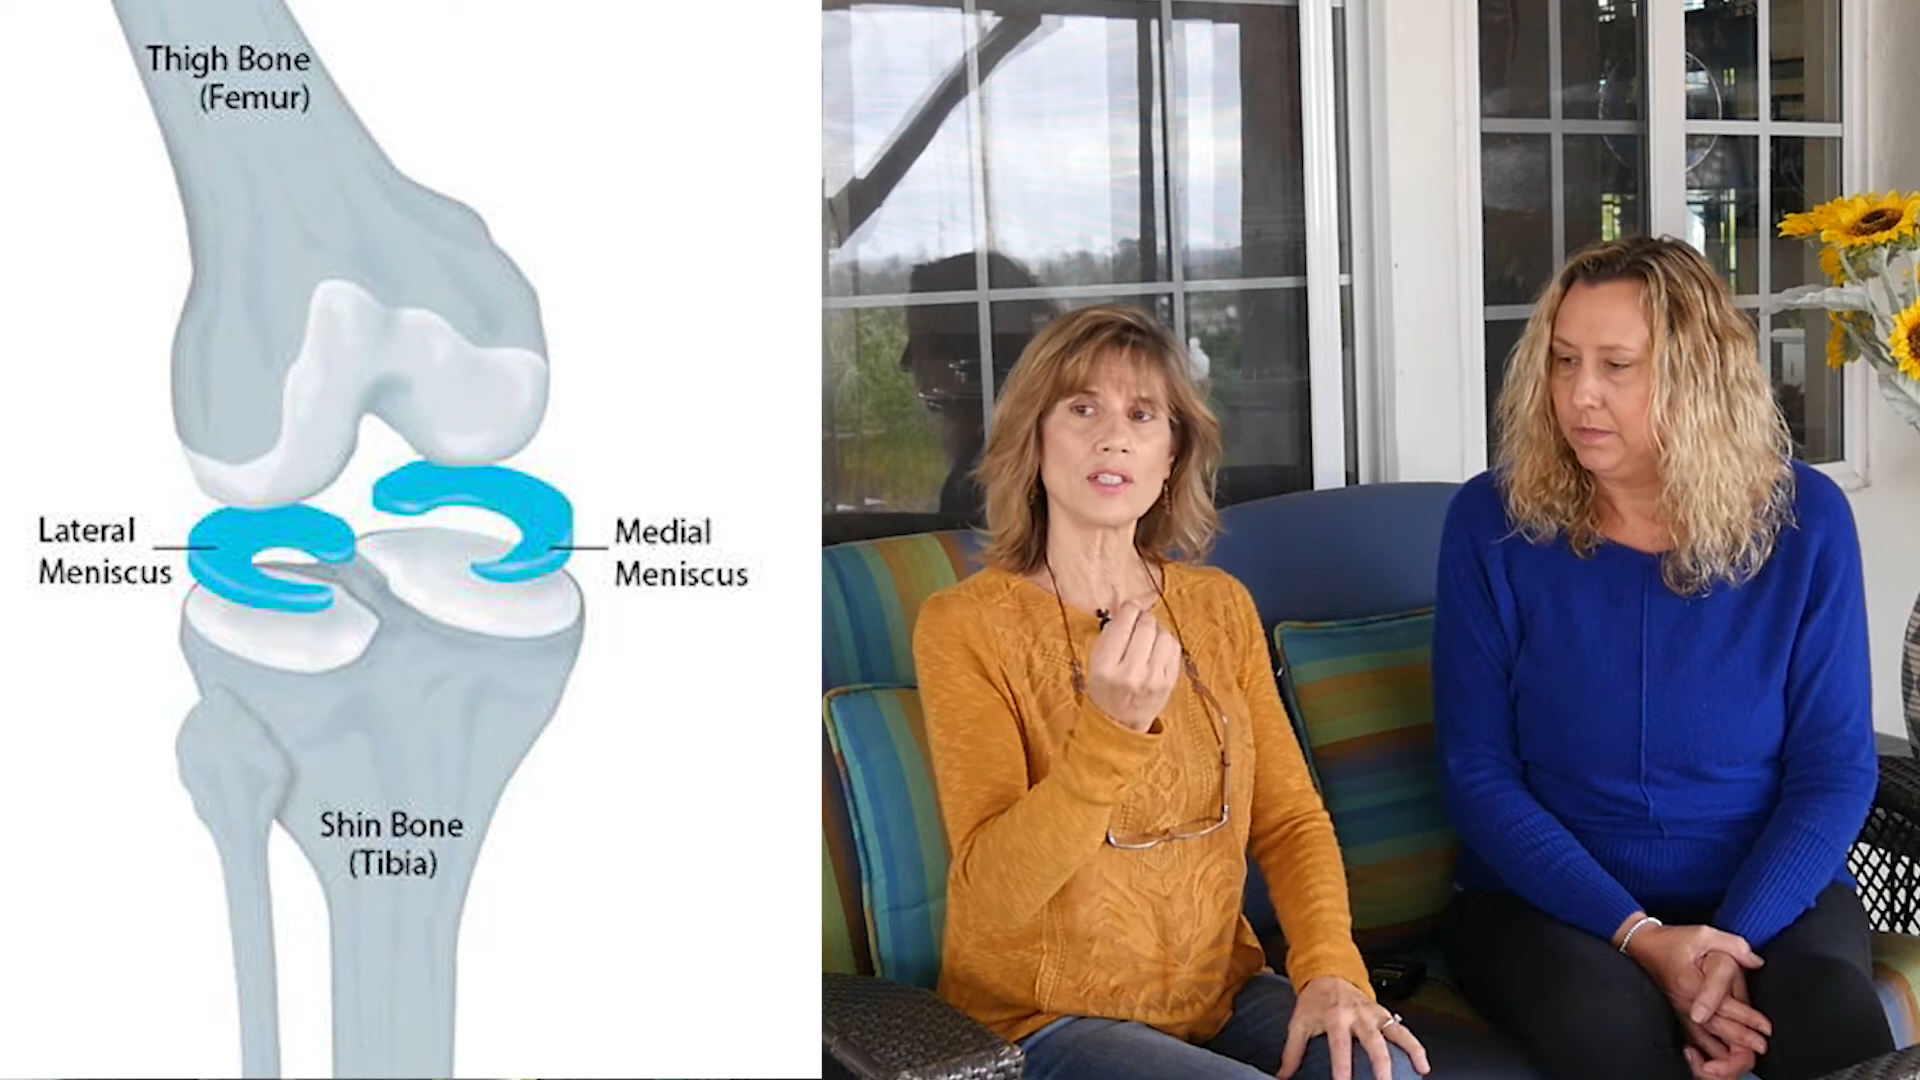 Thigh Bone
(Femur)
Lateral
Meniscus
Medial
Meniscus
Shin Bone
(Tibia)